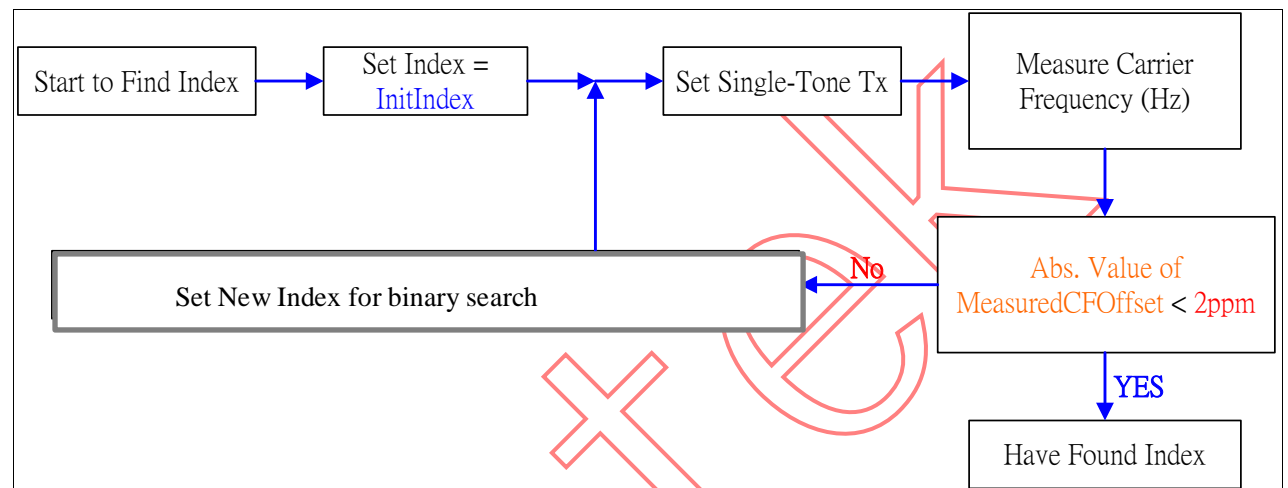 Start to Find Index
Set Index =
InitIndex
Set Single-Tone Tx
Measure Carrier
Frequency (Hz)
Abs. Value of
MeasuredCFOffset < 2ppm
No
Set New Index for binary search
YES
Have Found Index